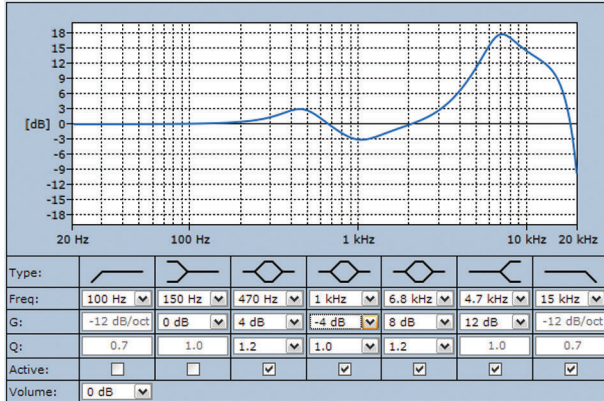 18
15
12
9
6
3
[dB] 0
-3
-6
-9
-12
-15
-18
20 Hz 100 Hz 1 kHz 10 kHz 20 kHz
Type:
Freq: 100 Hz 150 Hz 470 Hz 1 kHz 6.8 kHz 4.7 kHz 15 kHz
G: -12 dB/oct 0 dB 4 dB -4 dB 8 dB 12 dB -12 dB/oct
Q: 0.7 1.0 1.2 1.0 1.2 1.0 0.7
Active:
Volume: 0 dB